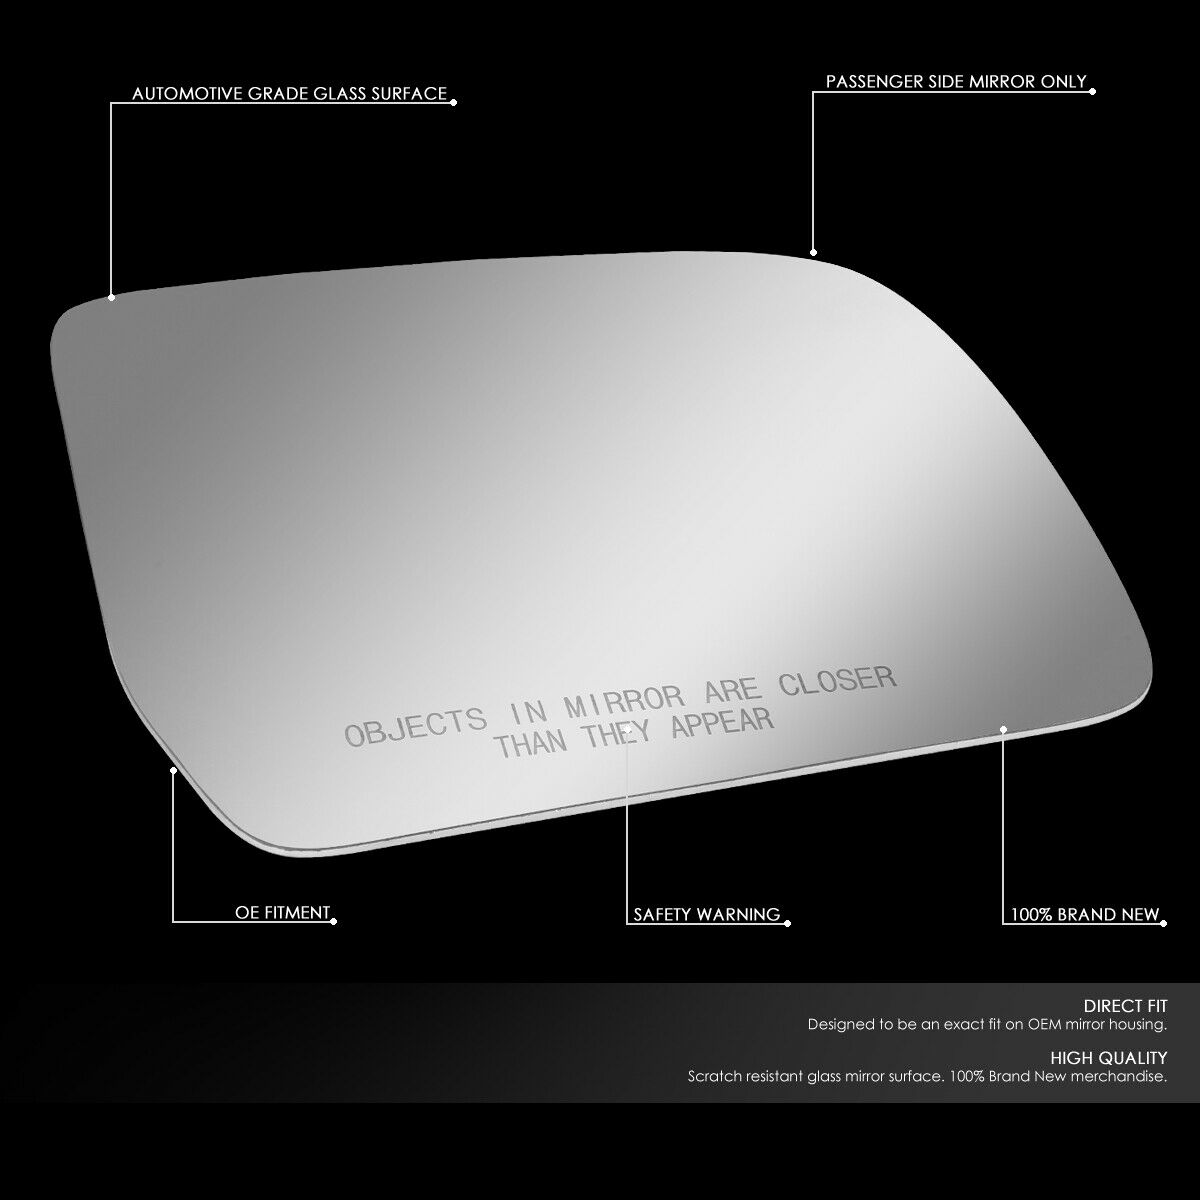 AUTOMOTIVE GRADE GLASS SURFACE
PASSENGER SIDE MIRROR ONLY
OBJECTS IN MIRROR ARE CLOSER
THAN THEY APPEAR
OE FITMENT
SAFETY WARNING
100% BRAND NEW
DIRECT FIT
Designed to be an exact fit on OEM mirror housing.
HIGH QUALITY
Scratch resistant glass mirror surface. 100% Brand New merchandise.